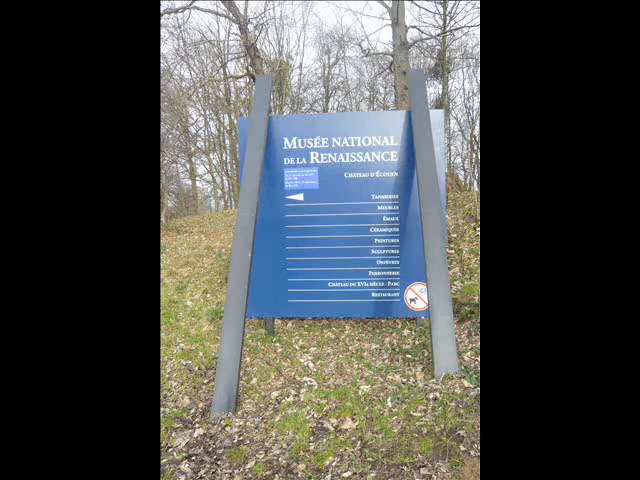 MUSÉE NATIONAL
DE LA RENAISSANCE
CHÂTEAU D'ÉCOUEN
TAPISSERIES
MEUBLES
ÉMAUX
CÉRAMIQUES
PEINTURES
SCULPTURES
ORFÈVRES
FERRONNERIE
CHÂTEAU DU XVIe SIÈCLE - PARC
RESTAURANT